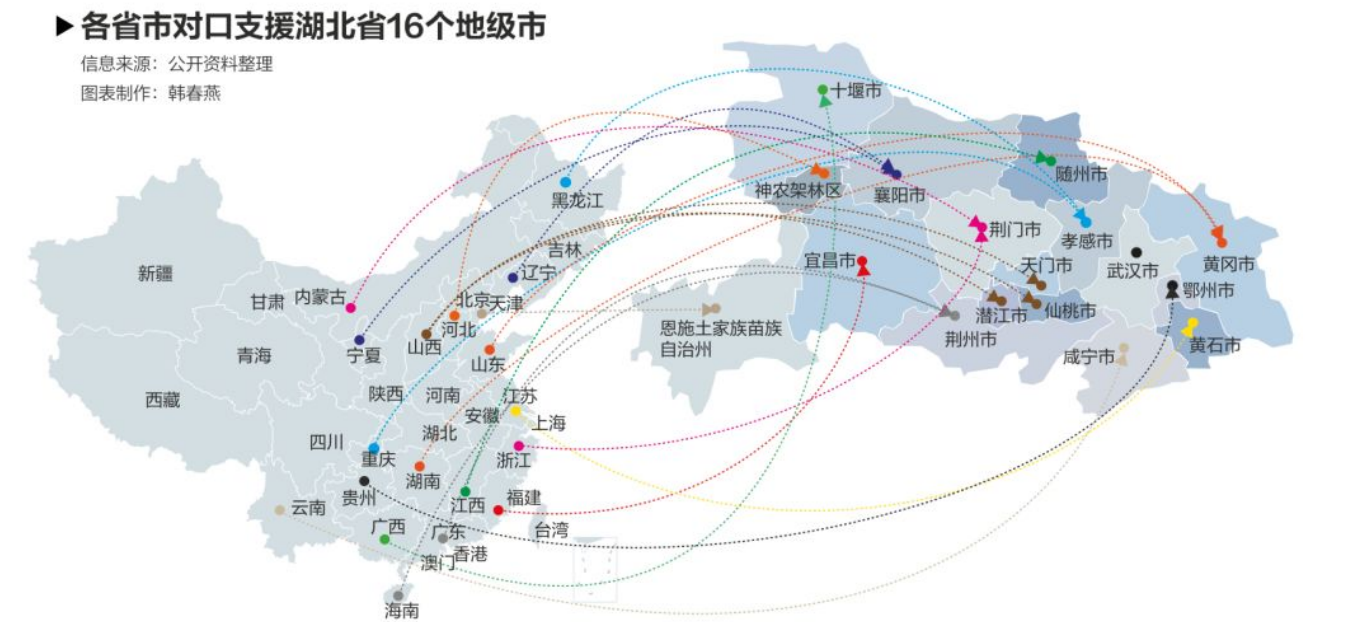 各省市对口支援湖北省16个地级市
信息来源：公开资料整理
图表制作：韩春燕
新疆
甘肃
内蒙古
黑龙江
吉林
辽宁
北京
天津
青海
宁夏
山西
河北
山东
西藏
陕西
河南
江苏
安徽
上海
四川
重庆
湖北
浙江
湖南
贵州
江西
福建
云南
广西
广东
台湾
香港
澳门
海南
十堰市
神农架林区
襄阳市
随州市
荆门市
孝感市
黄冈市
宜昌市
天门市
武汉市
鄂州市
恩施土家族苗族
自治州
潜江市
仙桃市
荆州市
黄石市
咸宁市